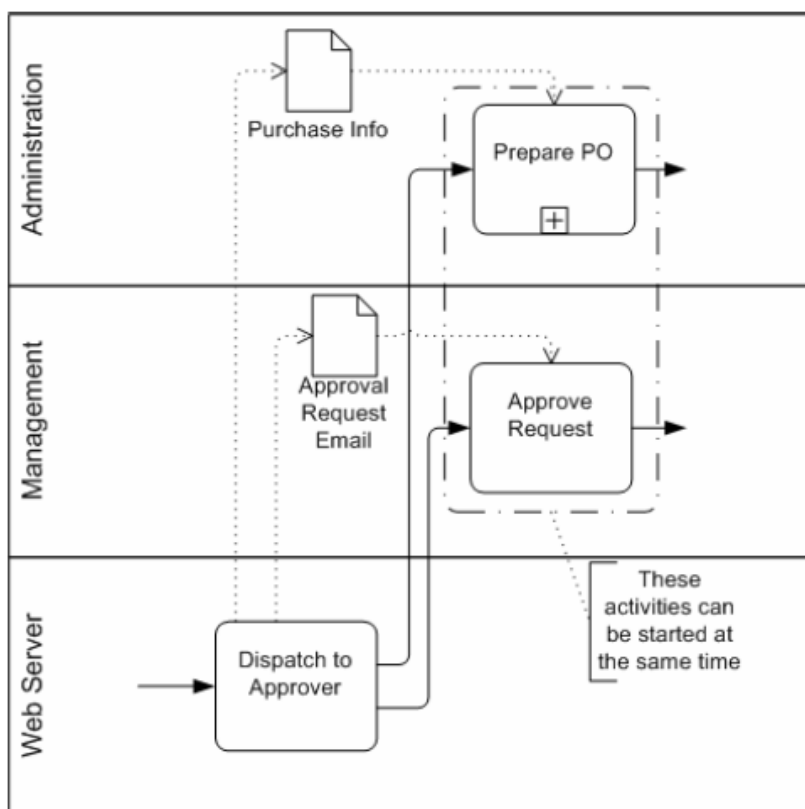 Administration
Purchase Info
Prepare PO
Management
Approval
Request
Email
Approve
Request
Web Server
Dispatch to
Approver
These
activities can
be started at
the same time